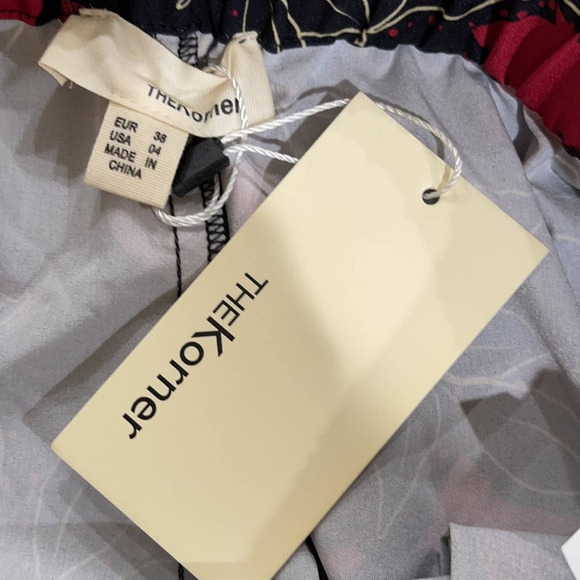 THEKorner
EUR 38
USA 04
MADE IN
CHINA
THEKorner